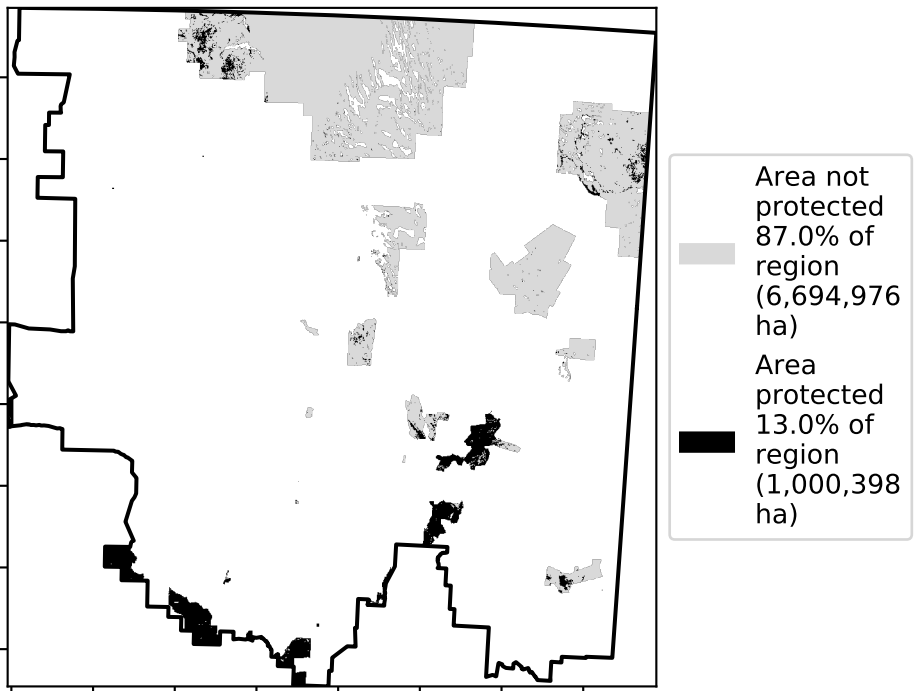 Area not
protected
87.0% of
region
(6,694,976
ha)
Area
protected
13.0% of
region
(1,000,398
ha)